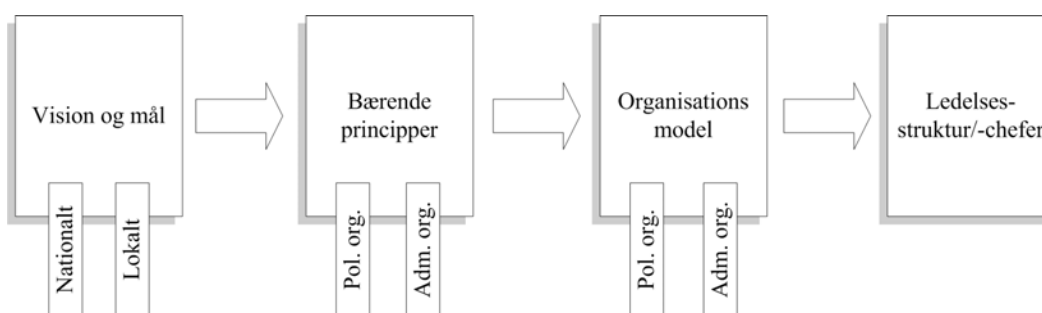 Vision og mål
Nationalt
Lokalt
Bærende
principper
Pol. org.
Adm. org.
Organisations
model
Pol. org.
Adm. org.
Ledelses-
struktur/-chefer